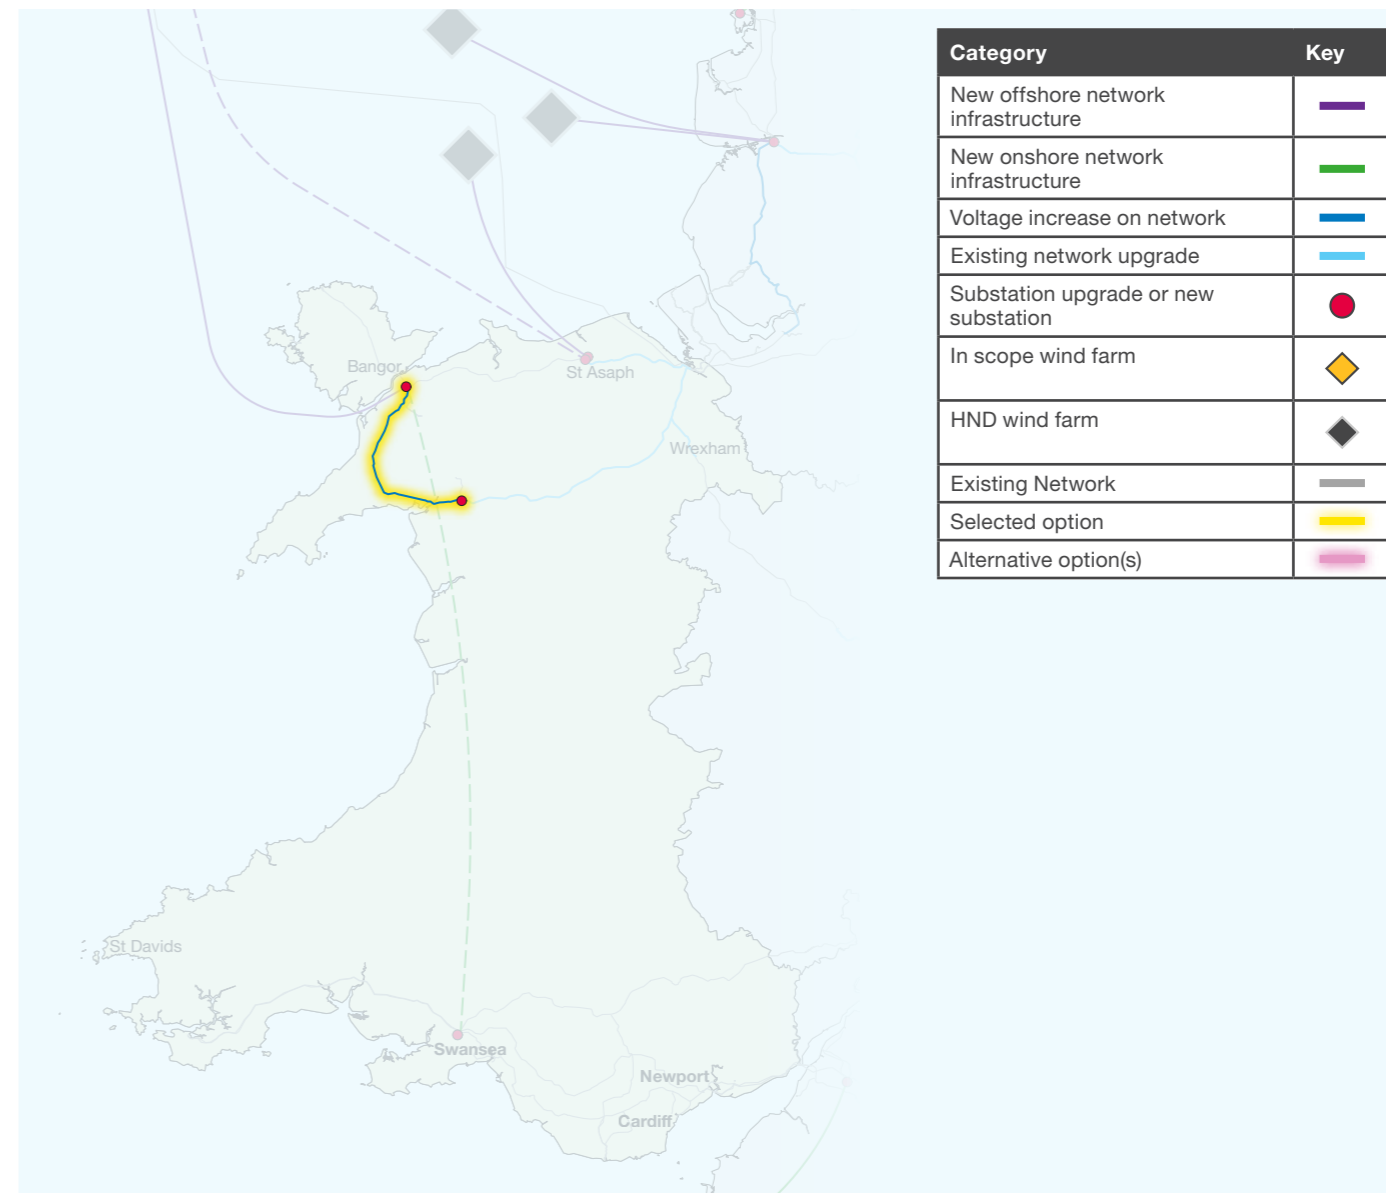 Category Key
New offshore network
infrastructure
New onshore network
infrastructure
Voltage increase on network
Existing network upgrade
Substation upgrade or new
substation
In scope wind farm
HND wind farm
Existing Network
Selected option
Alternative option(s)
Bangor
St Asaph
Wrexham
St Davids
Swansea
Newport
Cardiff